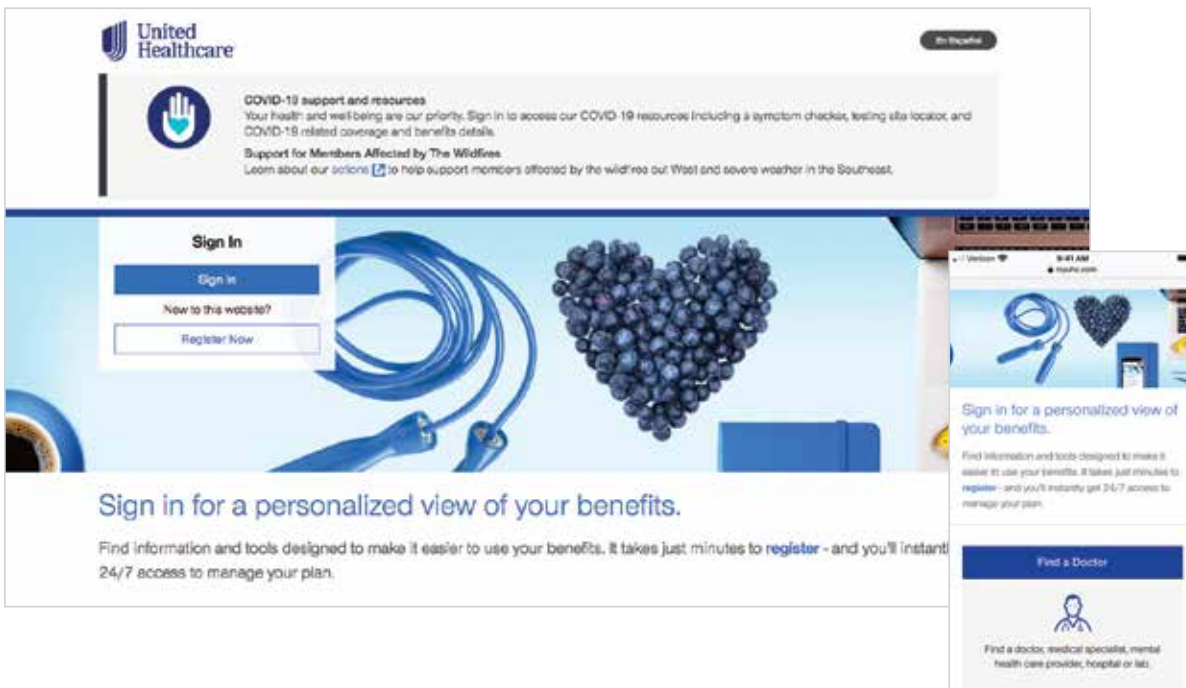 United
Healthcare
En Español
COVID-19 support and resources
Your health and well-being are our priority. Sign in to access our COVID-19 resources including a symptom checker, testing site locator, and
COVID-19 related coverage and benefits details.
Support for Members Affected by The Wildfires
Learn about our actions to help support members affected by the wildfires out West and severe weather in the Southeast.
Sign In
Sign in
New to this website?
Register Now
Sign in for a personalized view of your benefits.
Find information and tools designed to make it easier to use your benefits. It takes just minutes to register - and you'll instant
24/7 access to manage your plan.
Verizon 9:41 AM
myuhc.com
Sign in for a personalized view of
your benefits.
Find information and tools designed to make it
easier to use your benefits. It takes just minutes to
register - and you'll instantly get 24/7 access to
manage your plan.
Find a Doctor
Find a doctor, medical specialist, mental
health care provider, hospital or lab.